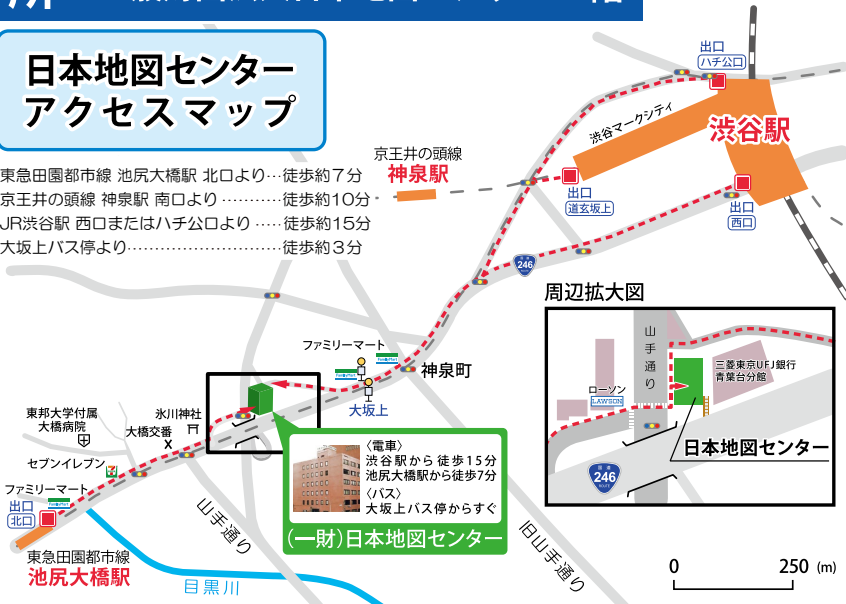 日本地図センター
アクセスマップ
東急田園都市線 池尻大橋駅 北口より…徒歩約7分
京王井の頭線 神泉駅 南口より…………徒歩約10分
JR渋谷駅 西口またはハチ公口より……徒歩約15分
大坂上バス停より……………………徒歩約3分
京王井の頭線
神泉駅
出口
ハチ公口
渋谷マークシティ
渋谷駅
出口
道玄坂上
出口
西口
246
ファミリーマート
FamilyMart
FamilyMart
神泉町
大坂上
東邦大学付属
大橋病院
氷川神社
大橋交番
セブンイレブン
ファミリーマート
FamilyMart
出口
北口
東急田園都市線
池尻大橋駅
目黒川
山手通り
旧山手通り
〈電車〉
渋谷駅から徒歩15分
池尻大橋駅から徒歩7分
〈バス〉
大坂上バス停からすぐ
(一財)日本地図センター
周辺拡大図
山手通り
三菱東京UFJ銀行
青葉台分館
ローソン
LAWSON
日本地図センター
246
0
250 (m)